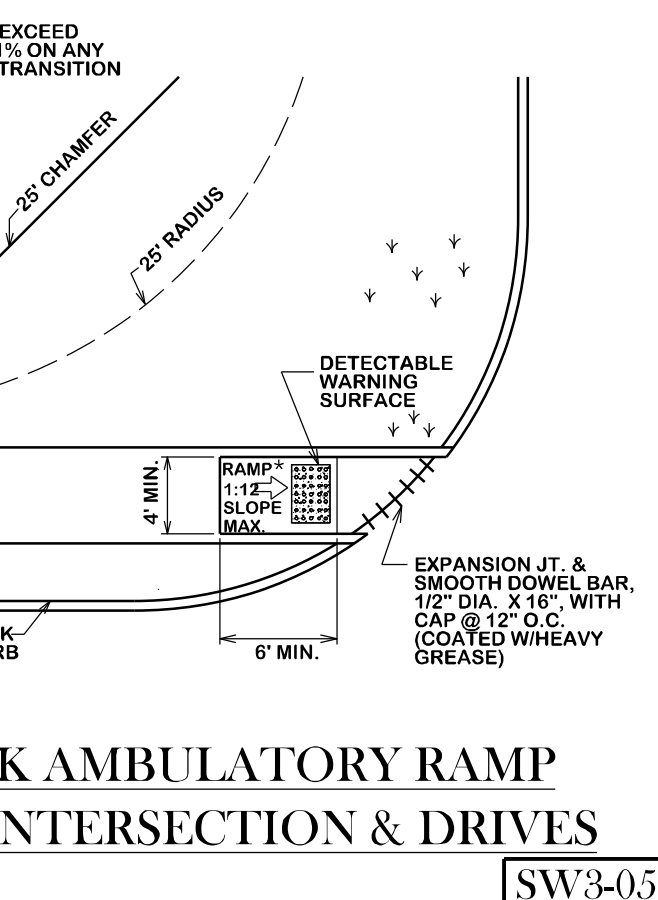 EXCEED
1% ON ANY
TRANSITION
25' CHAMFER
25' RADIUS
DETECTABLE
WARNING
SURFACE
4' MIN.
RAMP*
1:12
SLOPE
MAX.
EXPANSION JT. &
SMOOTH DOWEL BAR,
1/2" DIA. X 16", WITH
CAP @ 12" O.C.
(COATED W/HEAVY
GREASE)
K
RB
6' MIN.
K AMBULATORY RAMP
NTERSECTION & DRIVES
SW3-05